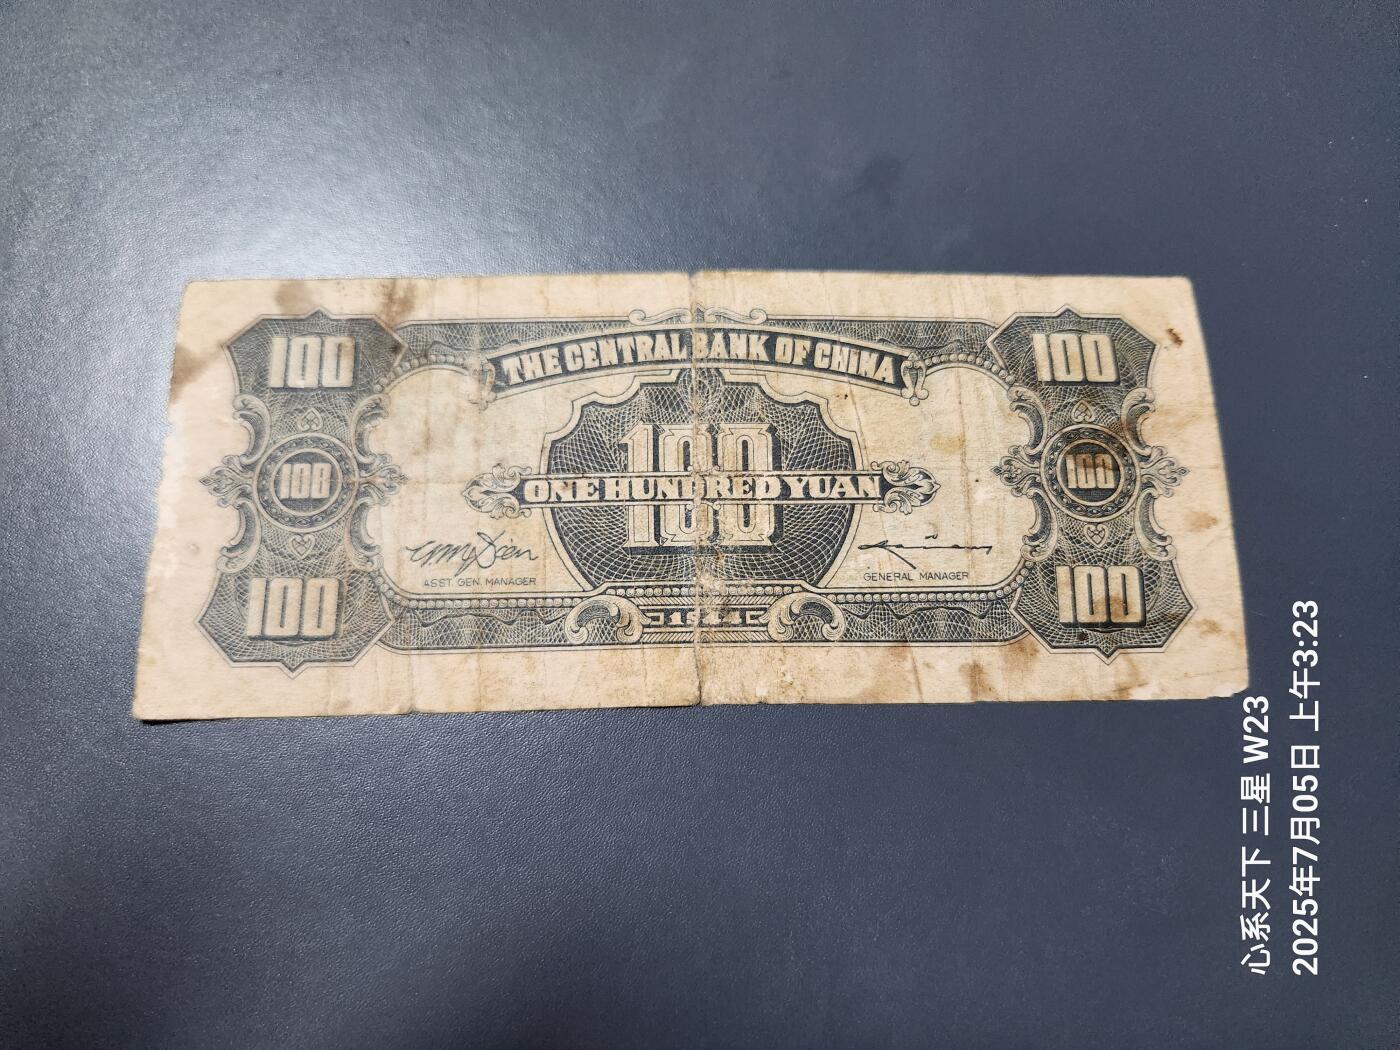 100
100
THE CENTRAL BANK OF CHINA
100
100
100
ONE HUNDRED YUAN
ASST. GEN. MANAGER
GENERAL MANAGER
100
100
1944
心系天下 三星 W23
2025年7月05日 上午3:23